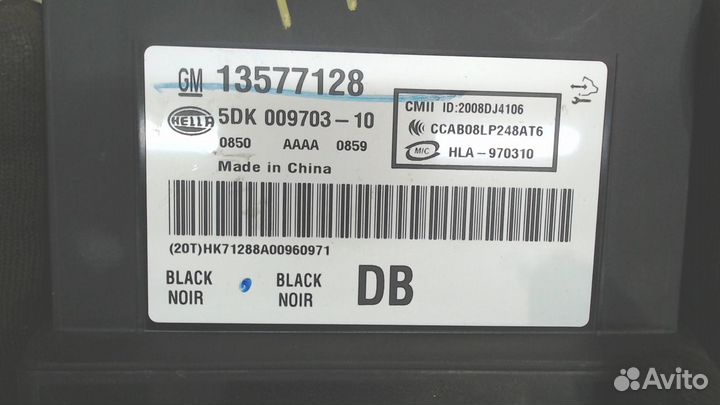 GM 13577128
HELLA 5DK 009703-10
0850 AAAA 0859
Made in China
CMII ID:2008DJ4106
CCAB08LP248AT6
MIC HLA-970310
(20T)HK71288A00960971
BLACK BLACK DB
NOIR NOIR
Avito